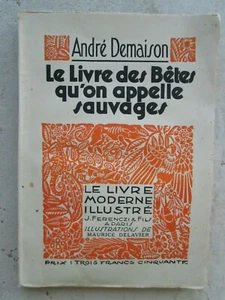 André Demaison
Le Livre des Bêtes
qu'on appelle
sauvages
LE LIVRE
MODERNE
ILLUSTRÉ
J. FERENCZI & FILS
A PARIS
ILLUSTRATIONS DE
MAURICE DELAVIER
PRIX : TROIS FRANCS CINQUANTE